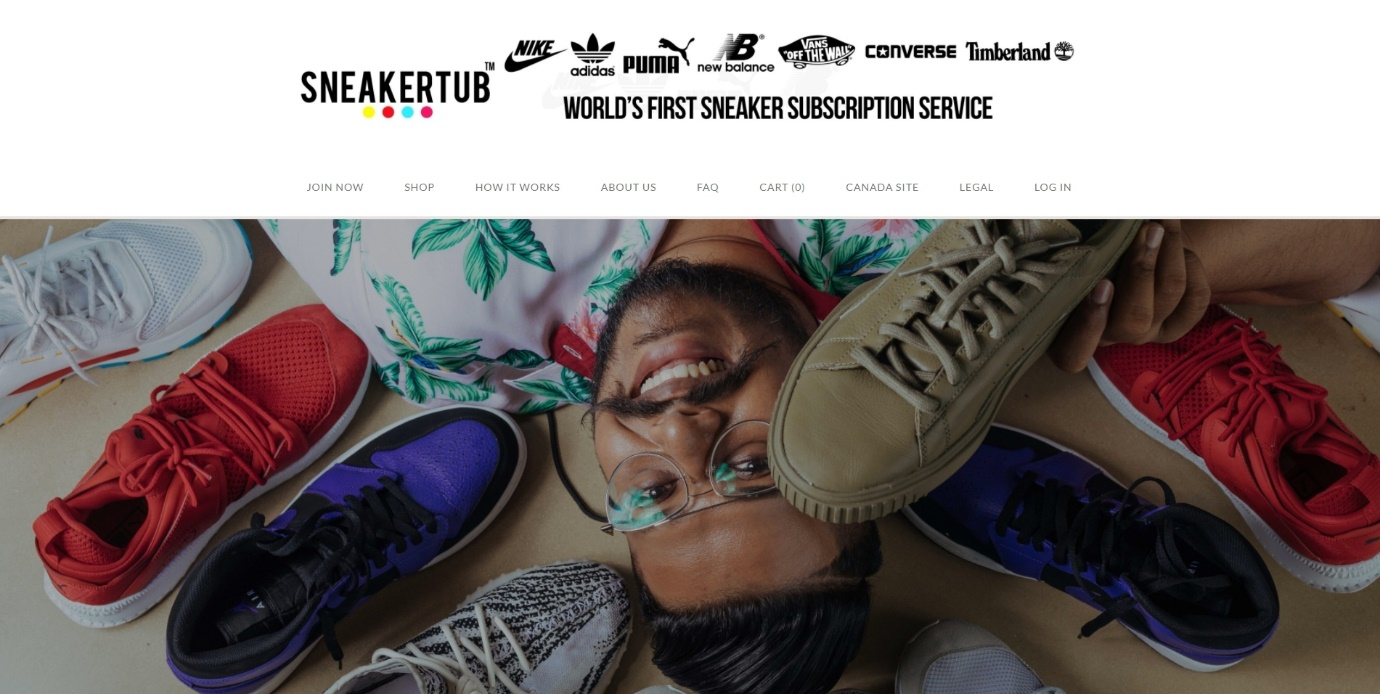 NIKE adidas PUMA NB new balance VANS "OFF THE WALL" CONVERSE Timberland
SNEAKERTUB™
WORLD'S FIRST SNEAKER SUBSCRIPTION SERVICE
JOIN NOW SHOP HOW IT WORKS ABOUT US FAQ CART (0) CANADA SITE LEGAL LOG IN